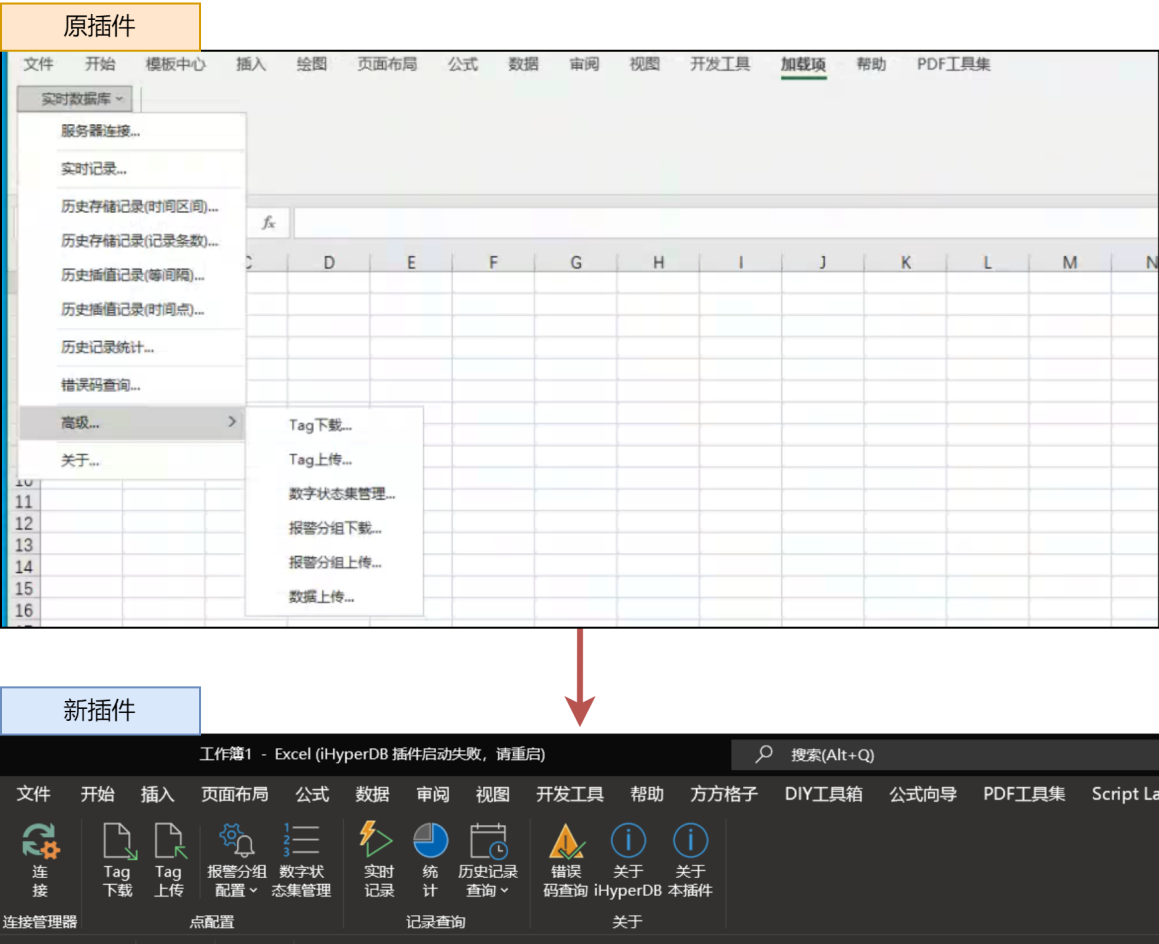 原插件
文件 开始 模板中心 插入 绘图 页面布局 公式 数据 审阅 视图 开发工具 加载项 帮助 PDF工具集
实时数据库
服务器连接...
实时记录...
历史存储记录(时间区间)...
fx
历史存储记录(记录条数)...
C D E F G H I J K L M N
历史插值记录(等间隔)...
历史插值记录(时间点)...
历史记录统计...
错误码查询...
高级...
关于...
Tag下载...
Tag上传...
数字状态集管理...
报警分组下载...
报警分组上传...
数据上传...
10
11
12
13
14
15
16
新插件
工作簿1 - Excel (iHyperDB 插件启动失败，请重启)
搜索(Alt+Q)
文件 开始 插入 页面布局 公式 数据 审阅 视图 开发工具 帮助 方方格子 DIY工具箱 公式向导 PDF工具集 Script La
连
接
Tag
下载
Tag
上传
报警分组
配置
1
2
3
数字状
态集管理
实时
记录
统
计
历史记录
查询
错误
码查询
关于
iHyperDB
关于
本插件
连接管理器 点配置 记录查询 关于